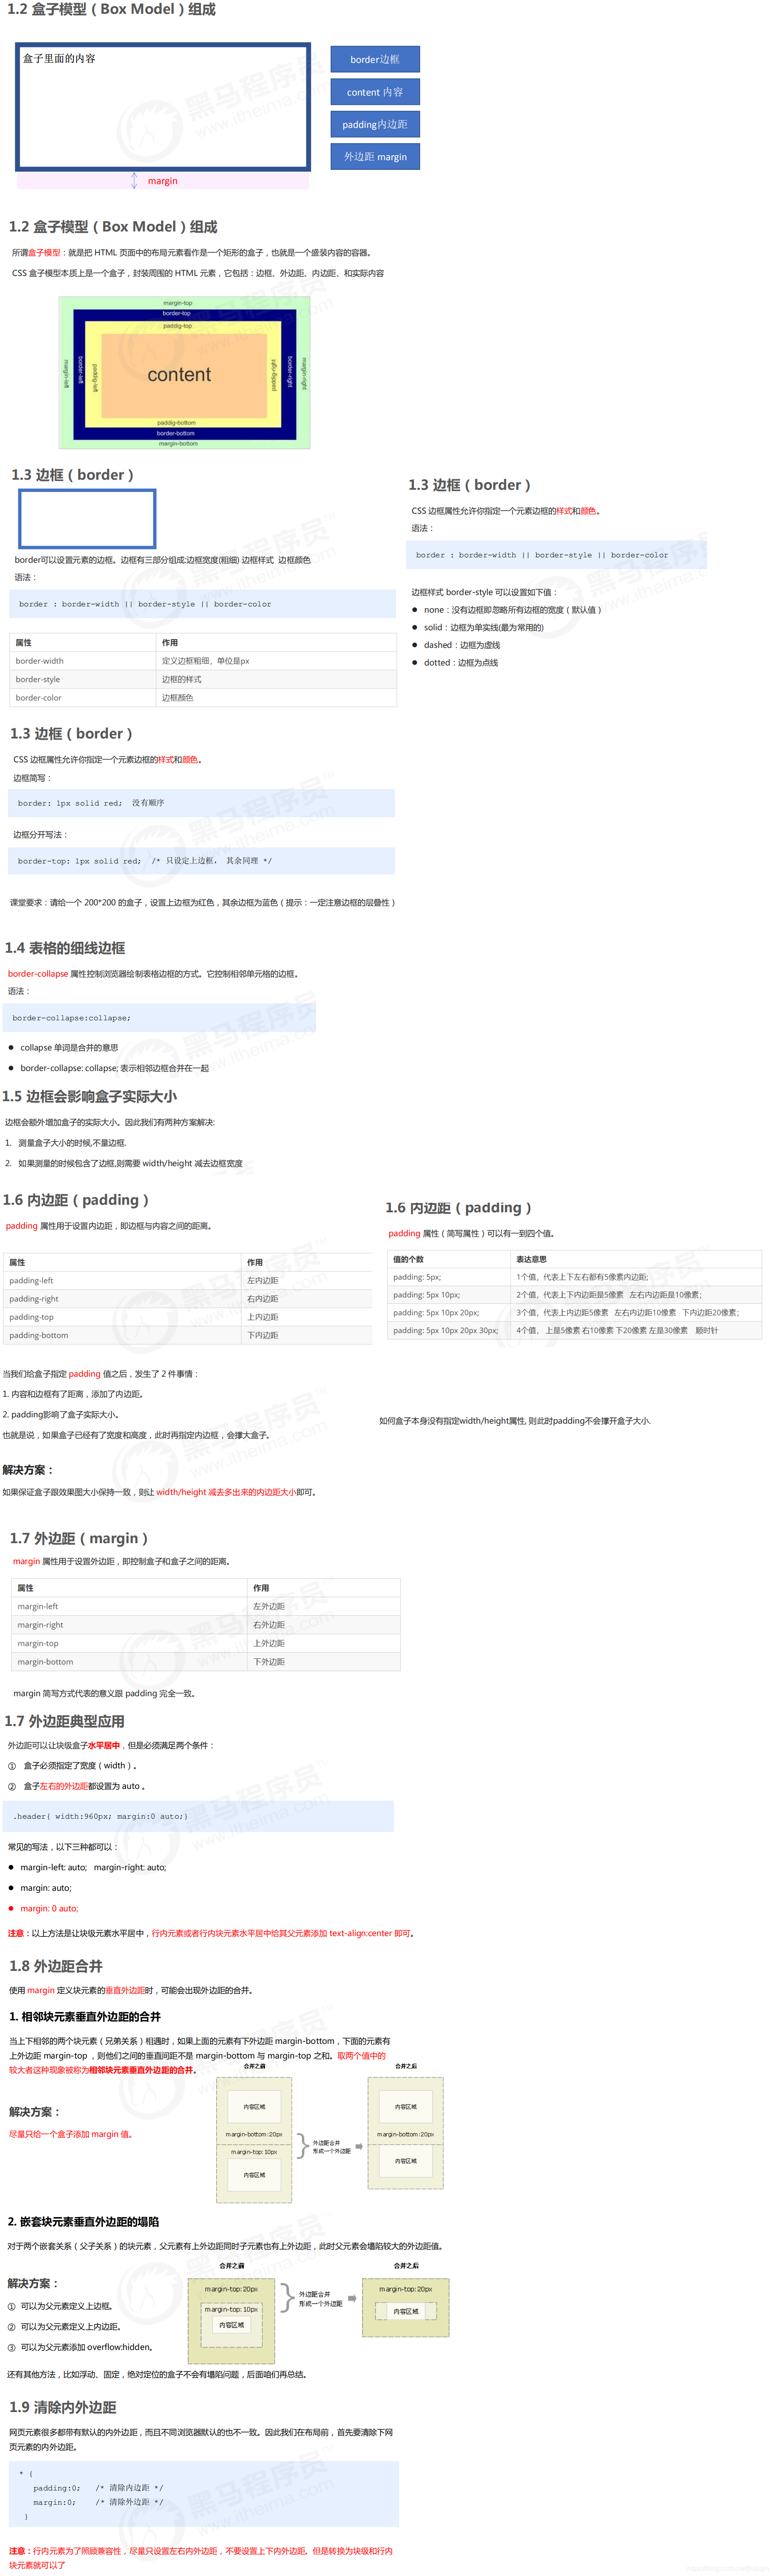 1.2 盒子模型（Box Model）组成
盒子里面的内容
border边框
content 内容
padding内边距
外边距 margin
margin
黑马程序员
www.itheima.com
1.2 盒子模型（Box Model）组成
所谓盒子模型：就是把 HTML 页面中的布局元素看作是一个矩形的盒子，也就是一个盛装内容的容器。
CSS 盒子模型本质上是一个盒子，封装周围的 HTML 元素，它包括：边框、外边距、内边距、和实际内容
margin-top
border-top
paddig-top
margin-left
border-left
paddig-left
content
paddig-right
border-right
margin-right
paddig-bottom
border-bottom
margin-bottom
1.3 边框（border）
border可以设置元素的边框。边框有三部分组成:边框宽度(粗细) 边框样式 边框颜色
语法：
border : border-width || border-style || border-color
属性 作用
border-width 定义边框粗细，单位是px
border-style 边框的样式
border-color 边框颜色
1.3 边框（border）
CSS 边框属性允许你指定一个元素边框的样式和颜色。
语法：
border : border-width || border-style || border-color
边框样式 border-style 可以设置如下值：
● none：没有边框即忽略所有边框的宽度（默认值）
● solid：边框为单实线(最为常用的)
● dashed：边框为虚线
● dotted：边框为点线
1.3 边框（border）
CSS 边框属性允许你指定一个元素边框的样式和颜色。
边框简写：
border: 1px solid red; 没有顺序
边框分开写法：
border-top: 1px solid red; /* 只设定上边框， 其余同理 */
课堂要求：请给一个 200*200 的盒子，设置上边框为红色，其余边框为蓝色（提示：一定注意边框的层叠性）
1.4 表格的细线边框
border-collapse 属性控制浏览器绘制表格边框的方式。它控制相邻单元格的边框。
语法：
border-collapse:collapse;
● collapse 单词是合并的意思
● border-collapse: collapse; 表示相邻边框合并在一起
1.5 边框会影响盒子实际大小
边框会额外增加盒子的实际大小。因此我们有两种方案解决:
1. 测量盒子大小的时候,不量边框.
2. 如果测量的时候包含了边框,则需要 width/height 减去边框宽度
1.6 内边距（padding）
padding 属性用于设置内边距，即边框与内容之间的距离。
属性 作用
padding-left 左内边距
padding-right 右内边距
padding-top 上内边距
padding-bottom 下内边距
1.6 内边距（padding）
padding 属性（简写属性）可以有一到四个值。
值的个数 表达意思
padding: 5px; 1个值，代表上下左右都有5像素内边距;
padding: 5px 10px; 2个值，代表上下内边距是5像素 左右内边距是10像素;
padding: 5px 10px 20px; 3个值，代表上内边距5像素 左右内边距10像素 下内边距20像素;
padding: 5px 10px 20px 30px; 4个值， 上是5像素 右10像素 下20像素 左是30像素 顺时针
当我们给盒子指定 padding 值之后，发生了 2 件事情：
1. 内容和边框有了距离，添加了内边距。
2. padding影响了盒子实际大小。
也就是说，如果盒子已经有了宽度和高度，此时再指定内边框，会撑大盒子。
如何盒子本身没有指定width/height属性, 则此时padding不会撑开盒子大小.
解决方案：
如果保证盒子跟效果图大小保持一致，则让 width/height 减去多出来的内边距大小即可。
1.7 外边距（margin）
margin 属性用于设置外边距，即控制盒子和盒子之间的距离。
属性 作用
margin-left 左外边距
margin-right 右外边距
margin-top 上外边距
margin-bottom 下外边距
margin 简写方式代表的意义跟 padding 完全一致。
1.7 外边距典型应用
外边距可以让块级盒子水平居中，但是必须满足两个条件：
① 盒子必须指定了宽度（width）。
② 盒子左右的外边距都设置为 auto 。
.header{ width:960px; margin:0 auto;}
常见的写法，以下三种都可以：
● margin-left: auto; margin-right: auto;
● margin: auto;
● margin: 0 auto;
注意：以上方法是让块级元素水平居中，行内元素或者行内块元素水平居中给其父元素添加 text-align:center 即可。
1.8 外边距合并
使用 margin 定义块元素的垂直外边距时，可能会出现外边距的合并。
1. 相邻块元素垂直外边距的合并
当上下相邻的两个块元素（兄弟关系）相遇时，如果上面的元素有下外边距 margin-bottom，下面的元素有
上外边距 margin-top ，则他们之间的垂直间距不是 margin-bottom 与 margin-top 之和。取两个值中的
较大者这种现象被称为相邻块元素垂直外边距的合并。
合并之前
合并之后
内容区域
margin-bottom:20px
margin-top:10px
内容区域
外边距合并
形成一个外边距
内容区域
margin-bottom:20px
内容区域
解决方案：
尽量只给一个盒子添加 margin 值。
2. 嵌套块元素垂直外边距的塌陷
对于两个嵌套关系（父子关系）的块元素，父元素有上外边距同时子元素也有上外边距，此时父元素会塌陷较大的外边距值。
合并之前
合并之后
margin-top:20px
margin-top:10px
内容区域
外边距合并
形成一个外边距
margin-top:20px
内容区域
解决方案：
① 可以为父元素定义上边框。
② 可以为父元素定义上内边距。
③ 可以为父元素添加 overflow:hidden。
还有其他方法，比如浮动、固定，绝对定位的盒子不会有塌陷问题，后面咱们再总结。
1.9 清除内外边距
网页元素很多都带有默认的内外边距，而且不同浏览器默认的也不一致。因此我们在布局前，首先要清除下网
页元素的内外边距。
* {
padding:0; /* 清除内边距 */
margin:0; /* 清除外边距 */
}
注意：行内元素为了照顾兼容性，尽量只设置左右内外边距，不要设置上下内外边距。但是转换为块级和行内
块元素就可以了